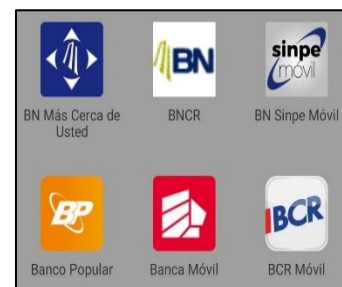 BN
sinpe
móvil
BN Más Cerca de
Usted
BNCR
BN Sinpe Móvil
BP
BCR
Banco Popular
Banca Móvil
BCR Móvil